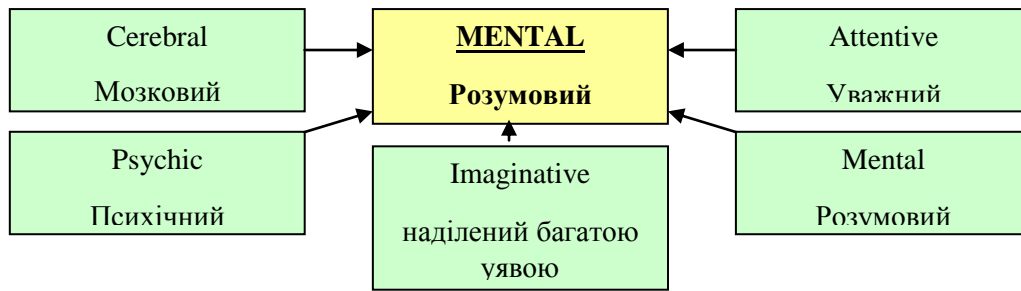 Cerebral
Мозковий
MENTAL
Розумовий
Attentive
Уважний
Psychic
Психічний
Imaginative
наділений багатою
уявою
Mental
Розумовий